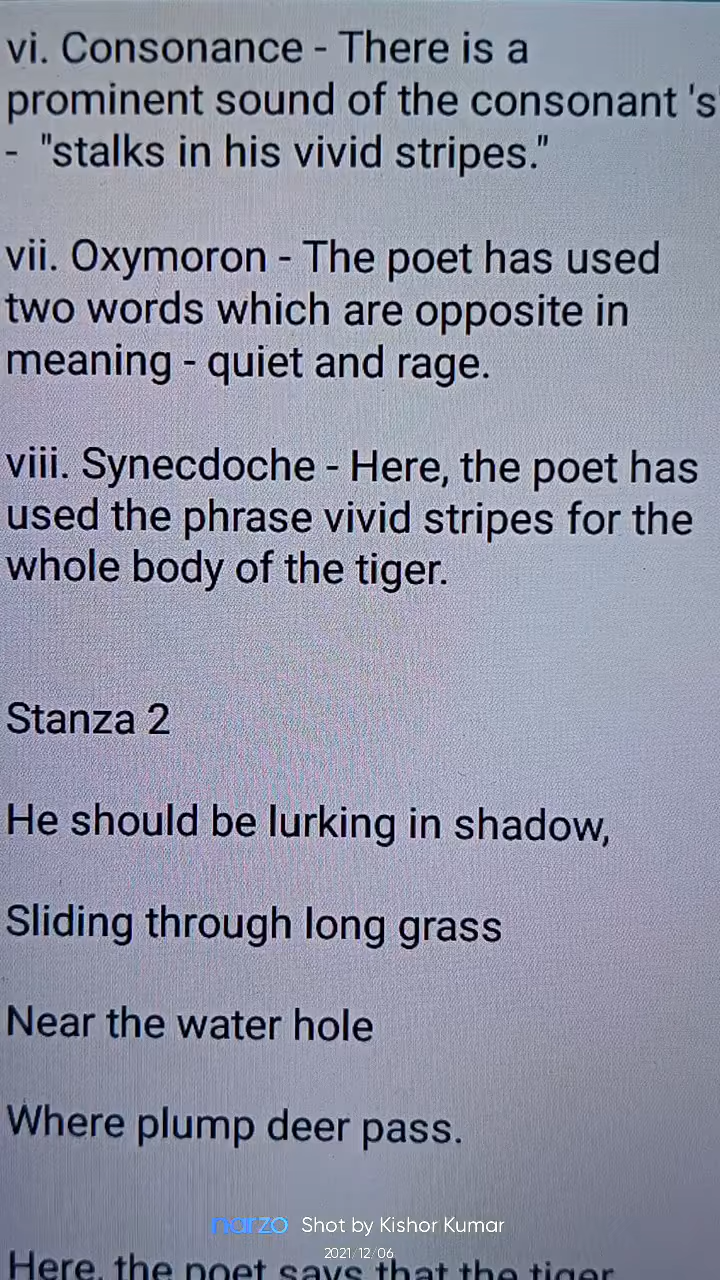 vi. Consonance - There is a
prominent sound of the consonant 's'
- "stalks in his vivid stripes."
vii. Oxymoron - The poet has used
two words which are opposite in
meaning - quiet and rage.
viii. Synecdoche - Here, the poet has
used the phrase vivid stripes for the
whole body of the tiger.
Stanza 2
He should be lurking in shadow,
Sliding through long grass
Near the water hole
Where plump deer pass.
narzo Shot by Kishor Kumar
2021/12/06
Here, the poet says that the tiger